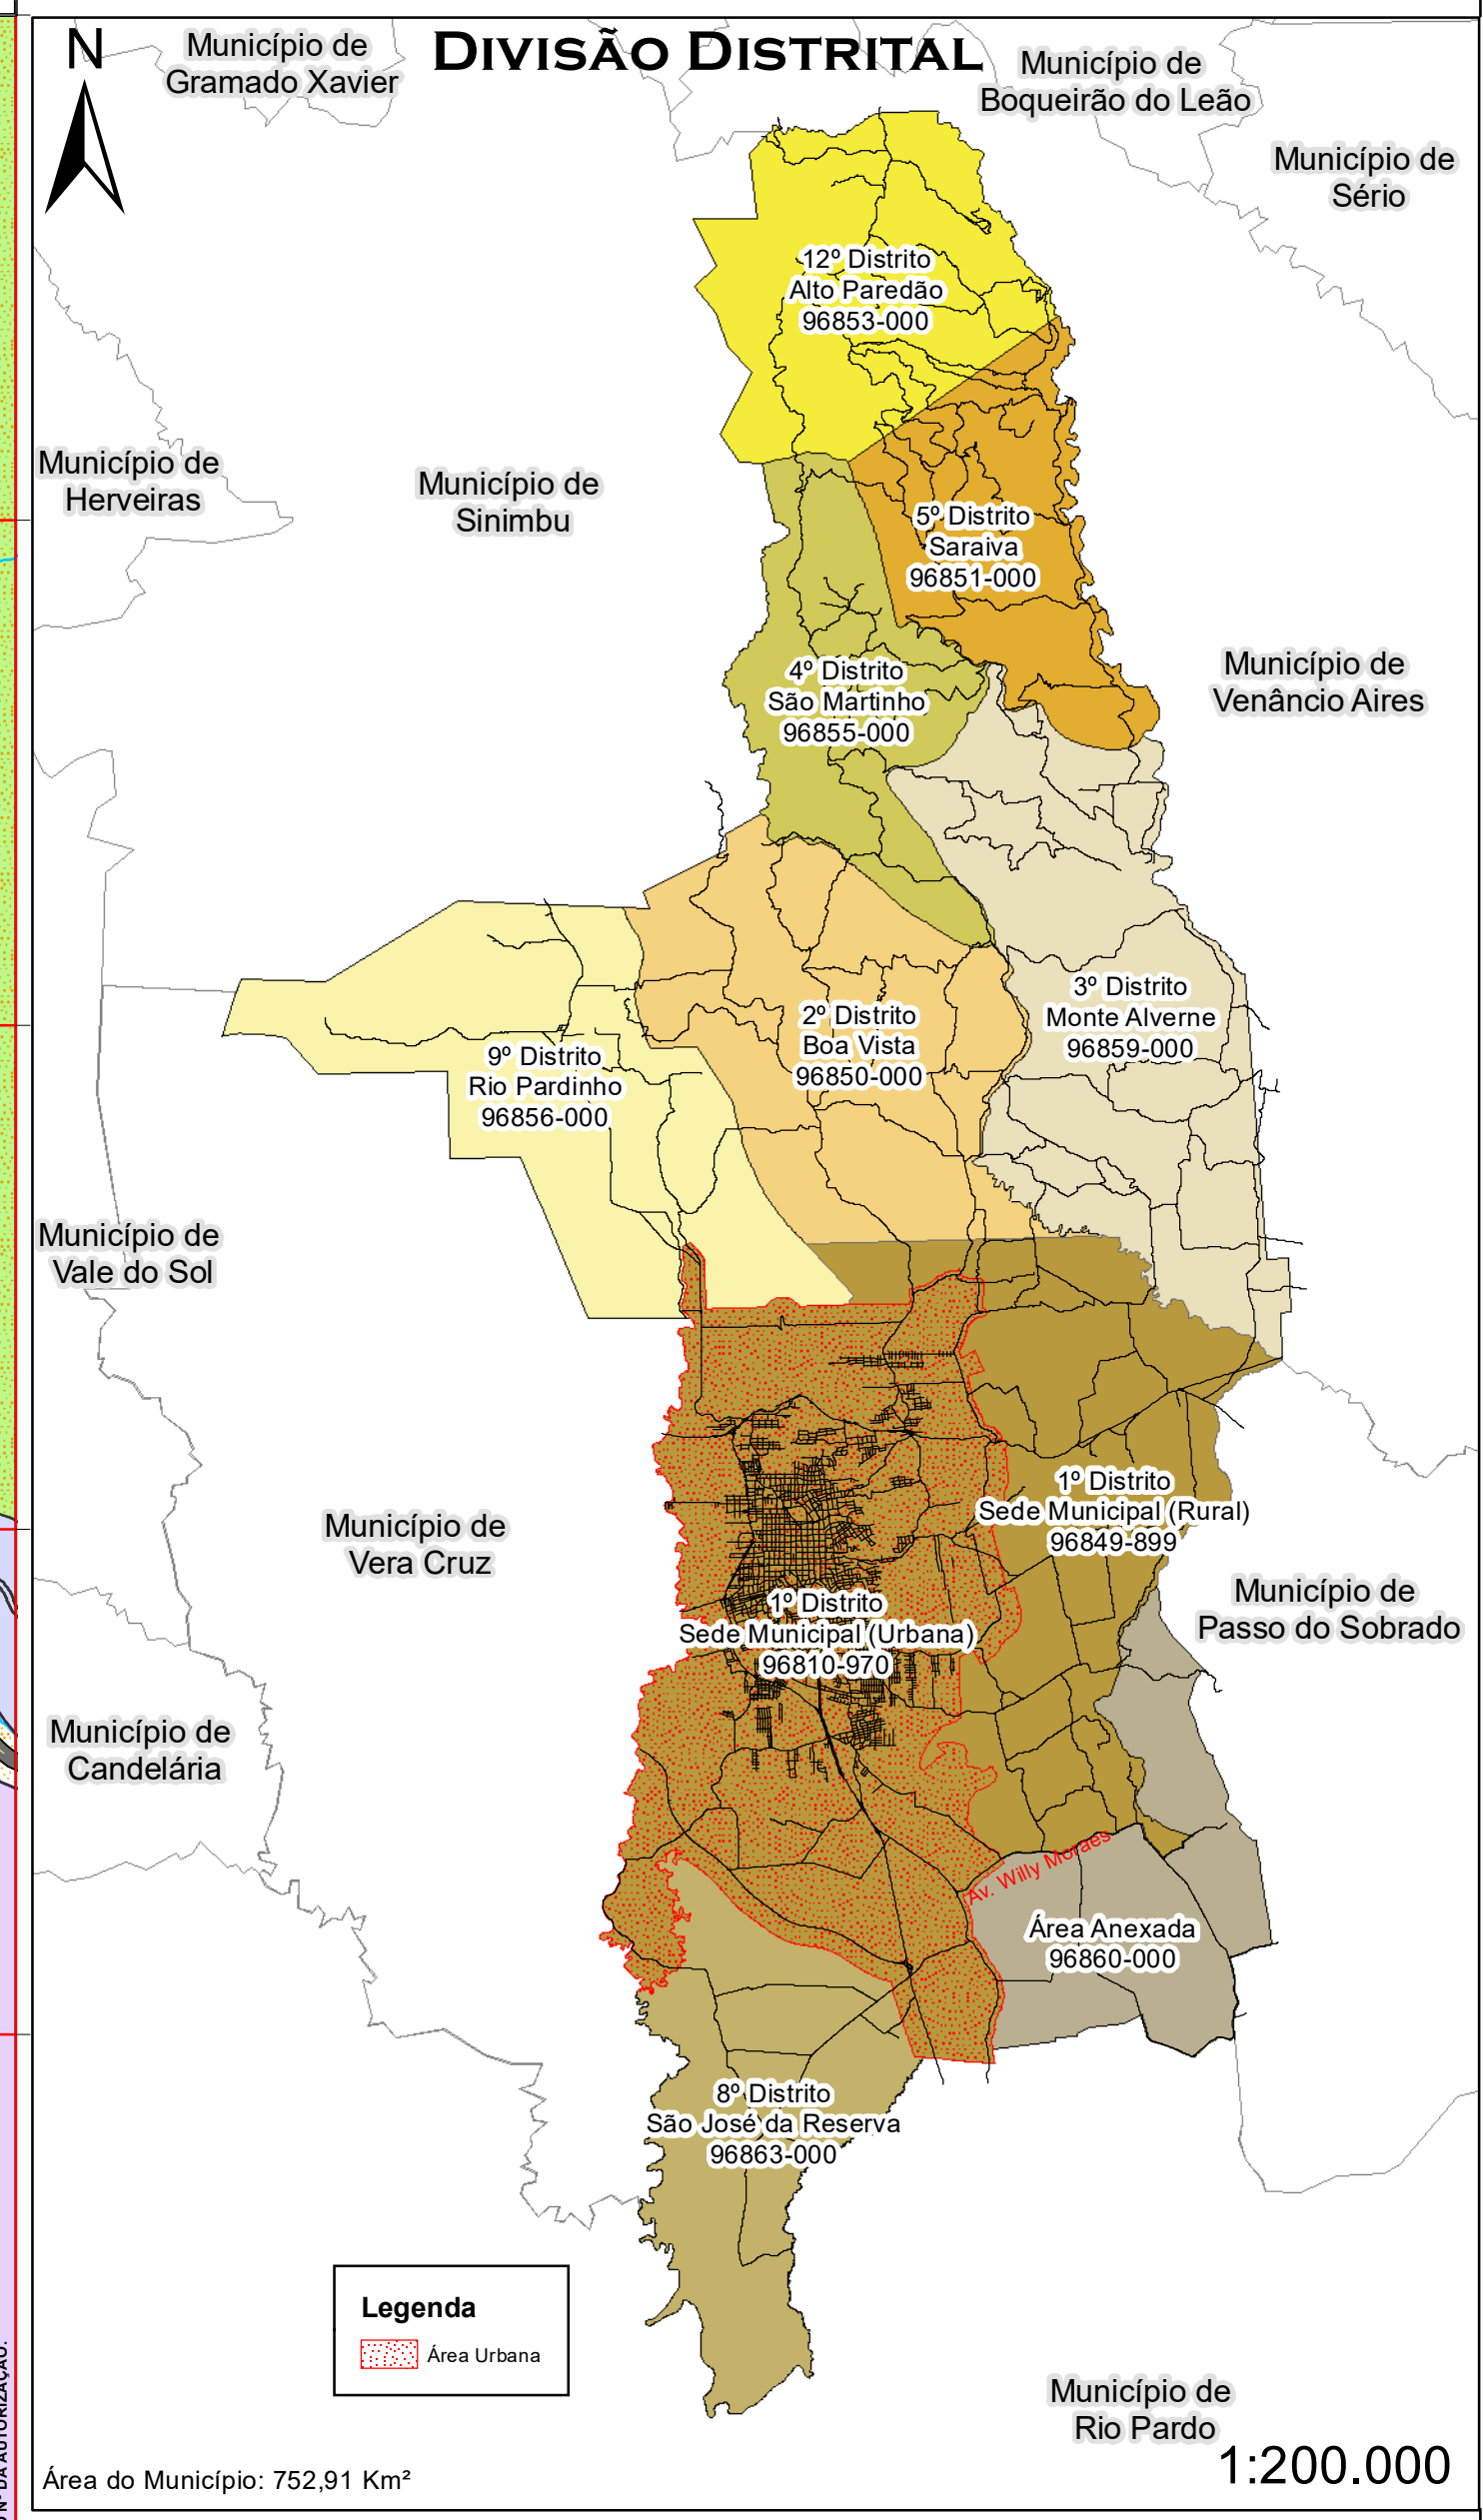 DIVISÃO DISTRITAL
N
Município de
Gramado Xavier
Município de
Boqueirão do Leão
Município de
Sério
12º Distrito
Alto Paredão
96853-000
Município de
Herveiras
Município de
Sinimbu
5º Distrito
Saraiva
96851-000
4º Distrito
São Martinho
96855-000
Município de
Venâncio Aires
3º Distrito
Monte Alverne
96859-000
2º Distrito
Boa Vista
96850-000
9º Distrito
Rio Pardinho
96856-000
Município de
Vale do Sol
1º Distrito
Sede Municipal (Rural)
96849-899
Município de
Vera Cruz
1º Distrito
Sede Municipal (Urbana)
96810-970
Município de
Passo do Sobrado
Município de
Candelária
Av. Willy Moraes
Área Anexada
96860-000
8º Distrito
São José da Reserva
96863-000
Legenda
Área Urbana
Município de
Rio Pardo
1:200.000
Área do Município: 752,91 Km²
Nº DA AUTORIZAÇÃO.